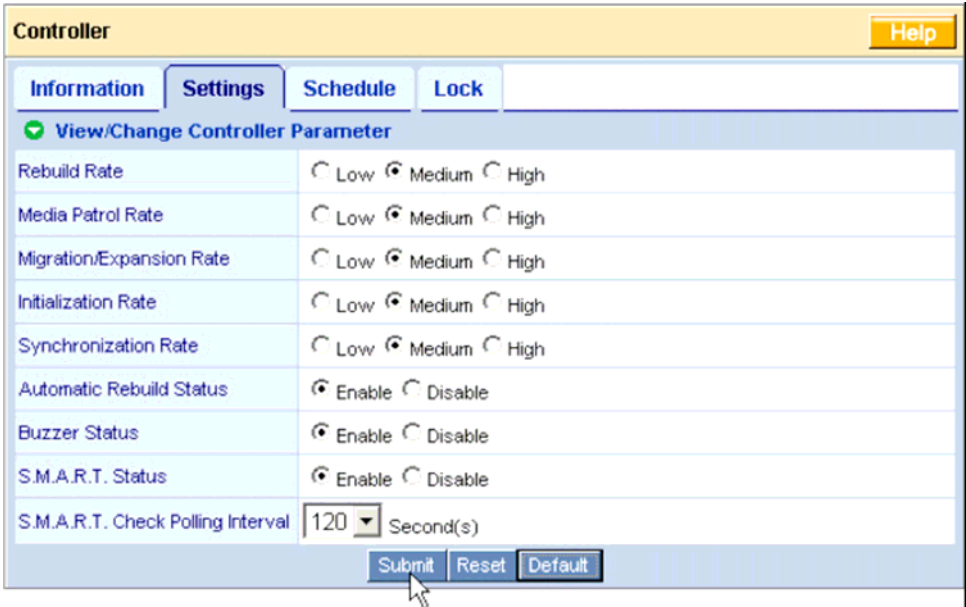 Controller Help
Information Settings Schedule Lock
View/Change Controller Parameter
Rebuild Rate Low Medium High
Media Patrol Rate Low Medium High
Migration/Expansion Rate Low Medium High
Initialization Rate Low Medium High
Synchronization Rate Low Medium High
Automatic Rebuild Status Enable Disable
Buzzer Status Enable Disable
S.M.A.R.T. Status Enable Disable
S.M.A.R.T. Check Polling Interval 120 Second(s)
Submit Reset Default